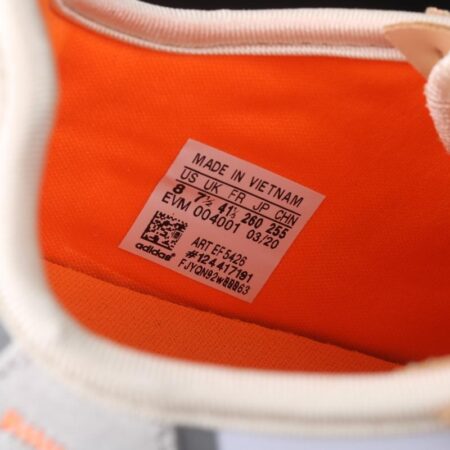 MADE IN VIETNAM
US UK FR JP CHN
8 7½ 41⅓ 260 255
EVM 004001 03/20
ART EF5426
#124417191
adidas